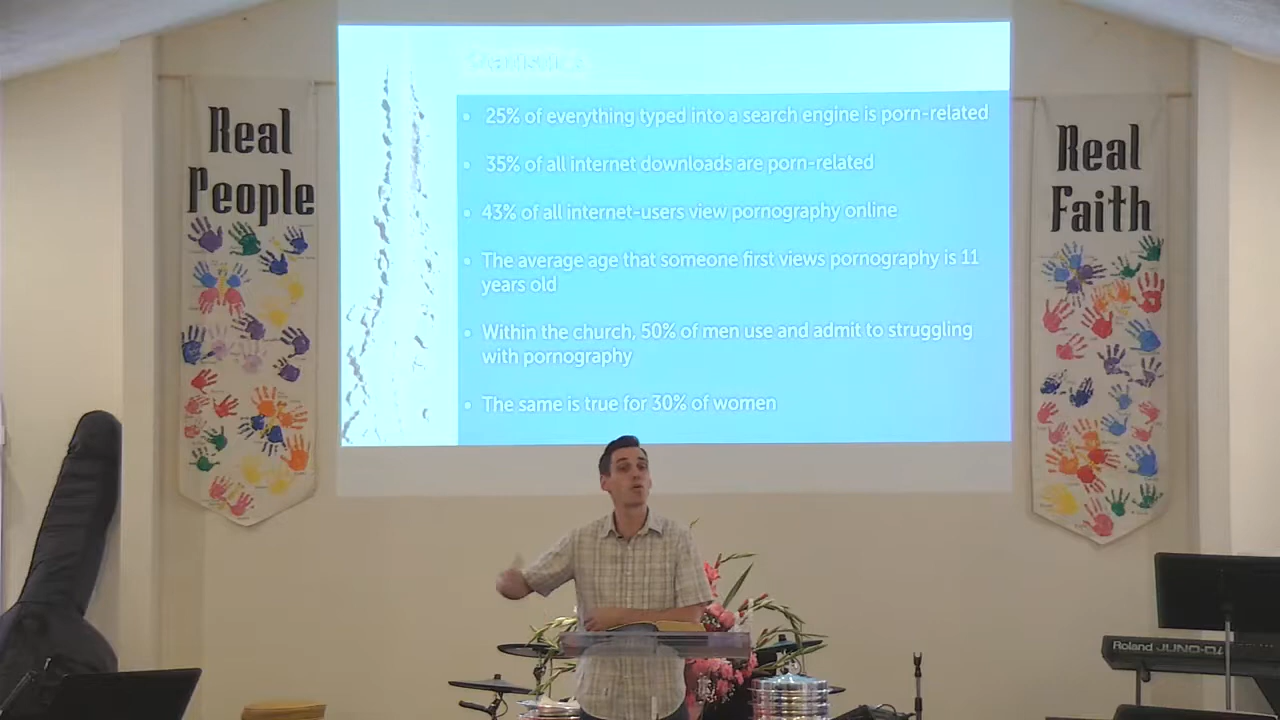 Real
People
• 25% of everything typed into a search engine is porn-related
• 35% of all internet downloads are porn-related
• 43% of all internet-users view pornography online
• The average age that someone first views pornography is 11
years old
• Within the church, 50% of men use and admit to struggling
with pornography
• The same is true for 30% of women
Real
Faith
Roland JUNO-Di